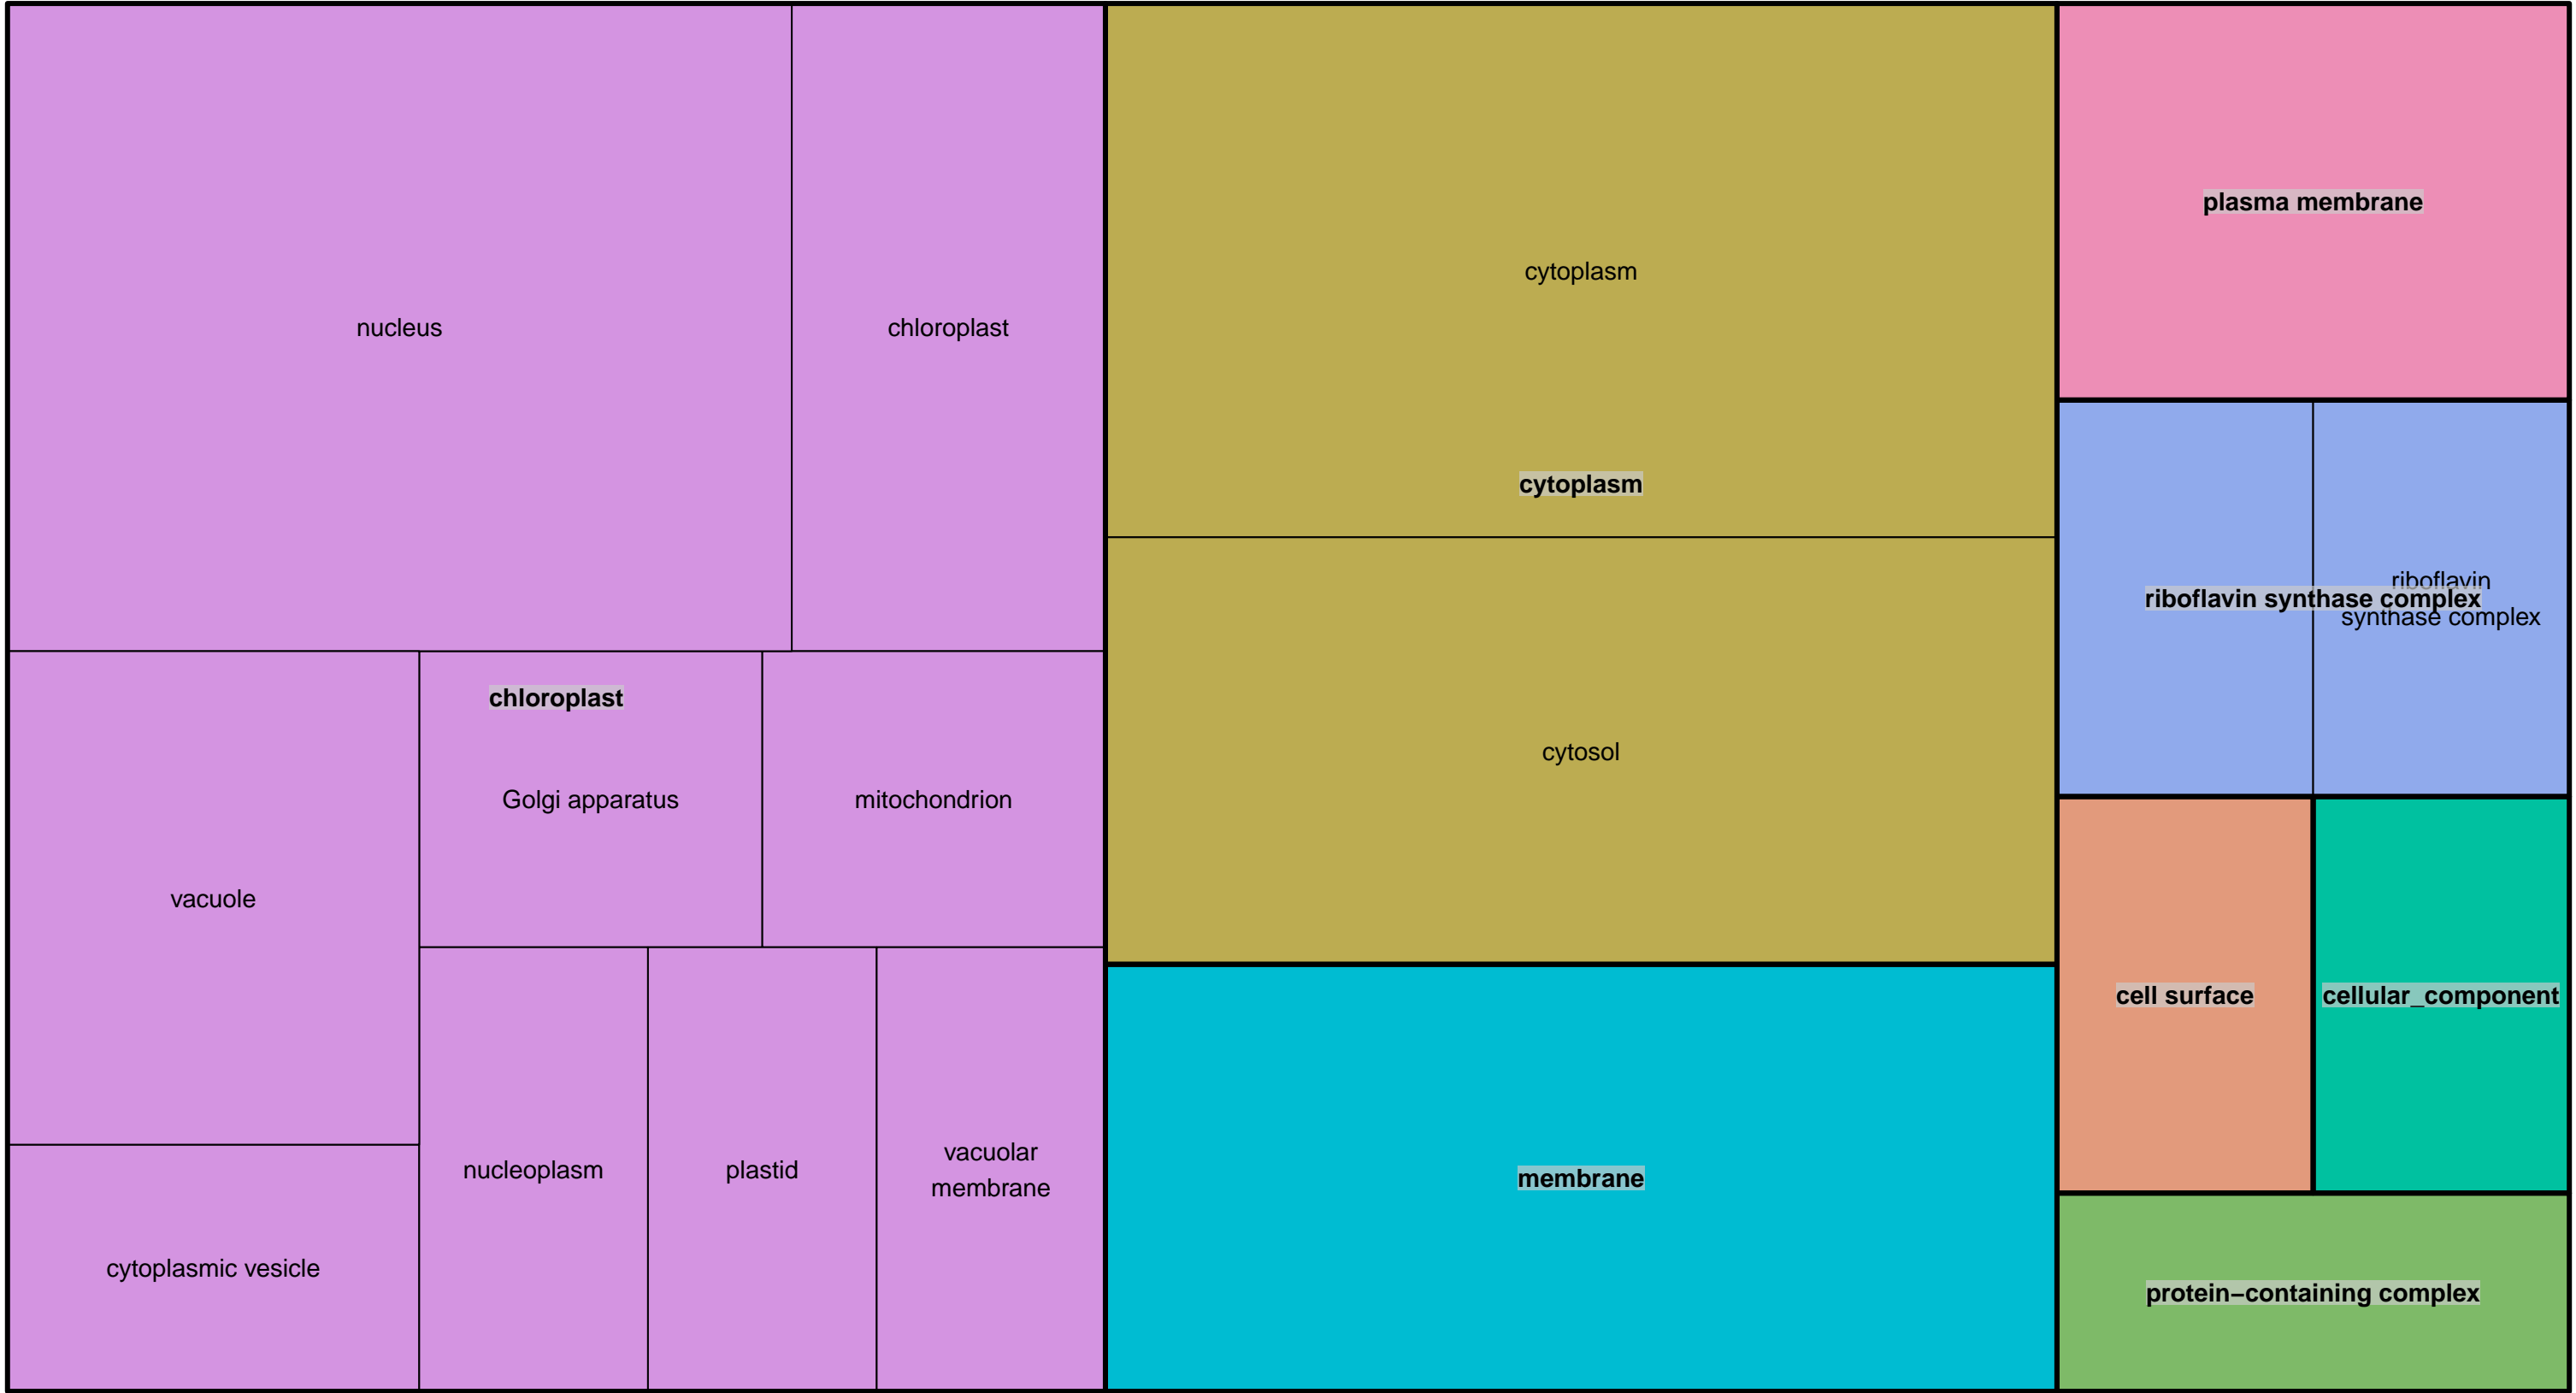 nucleus
chloroplast
chloroplast
vacuole
Golgi apparatus
mitochondrion
cytoplasmic vesicle
nucleoplasm
plastid
vacuolar
membrane
cytoplasm
cytoplasm
cytosol
membrane
plasma membrane
riboflavin synthase complex
riboflavin
synthase complex
cell surface
cellular_component
protein−containing complex